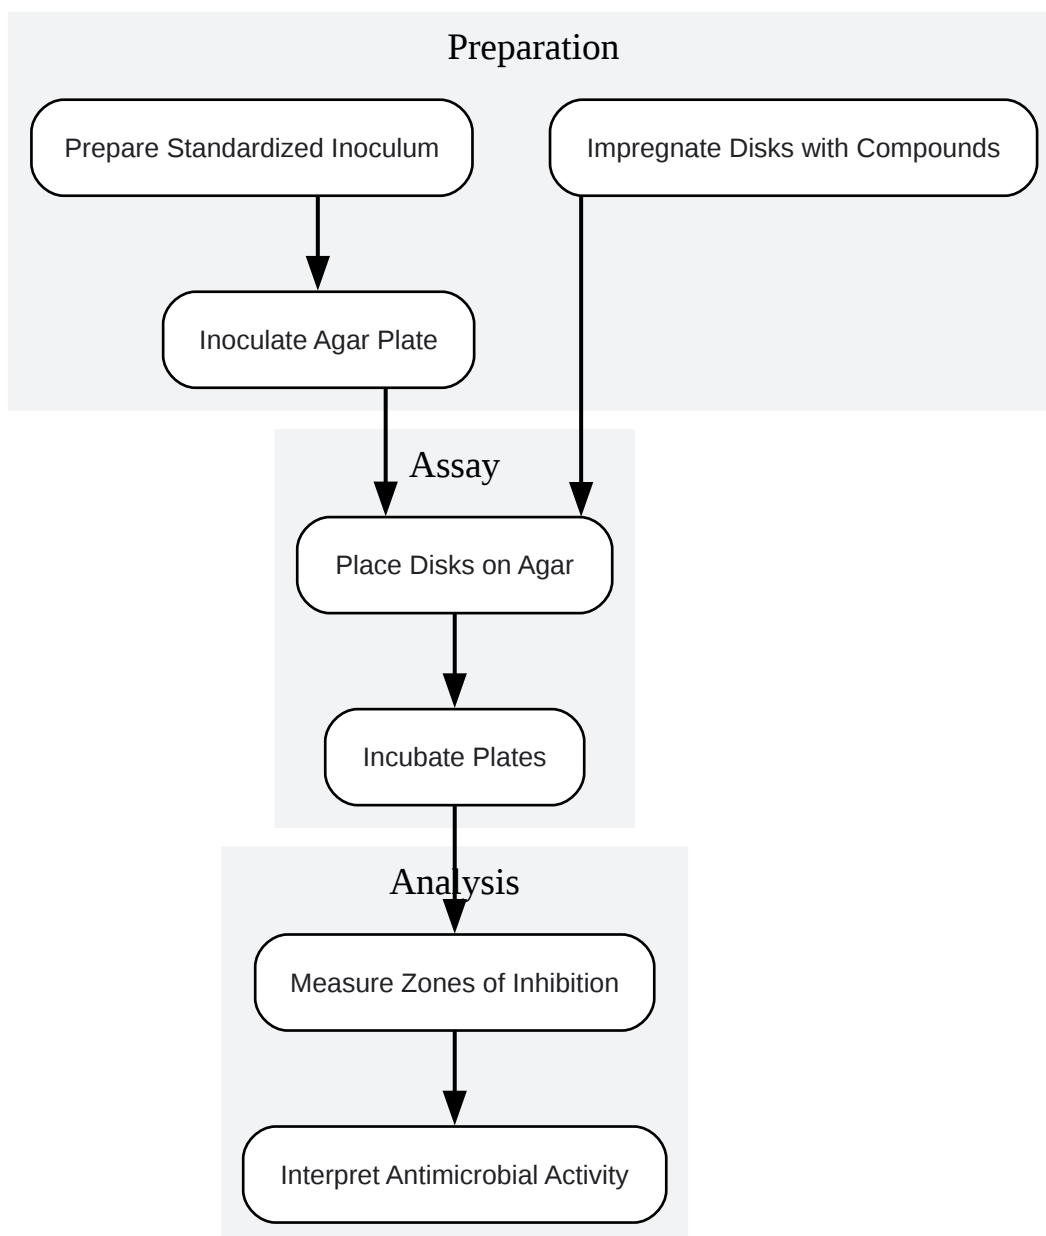 Preparation
Prepare Standardized Inoculum
Impregnate Disks with Compounds
Inoculate Agar Plate
Assay
Place Disks on Agar
Incubate Plates
Analysis
Measure Zones of Inhibition
Interpret Antimicrobial Activity